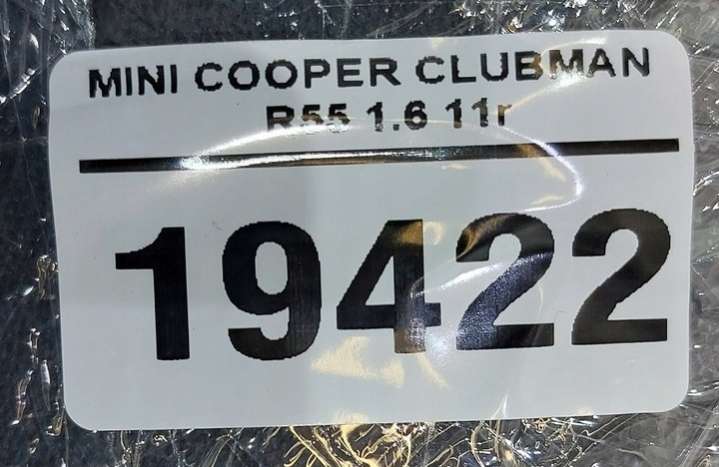 MINI COOPER CLUBMAN
R55 1.6 11r
19422